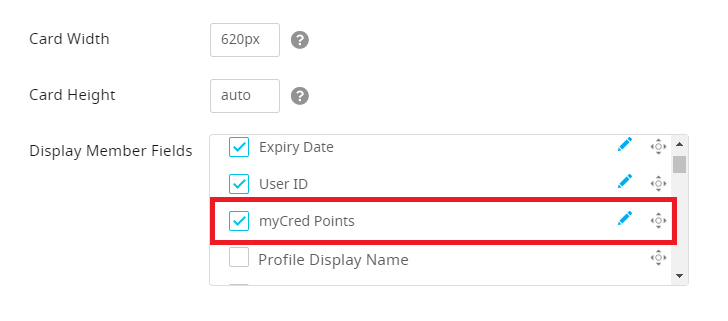 Card Width 620px ?
Card Height auto ?
Display Member Fields
Expiry Date
User ID
myCred Points
Profile Display Name